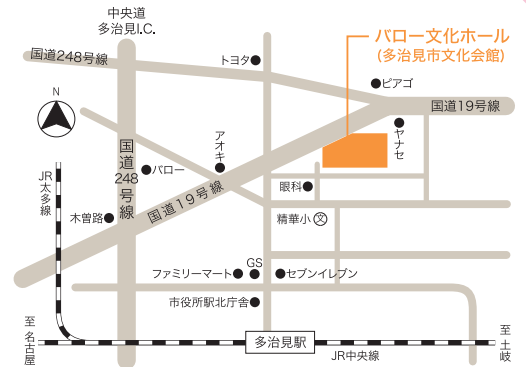 中央道
多治見I.C.
国道248号線
トヨタ
バロー文化ホール
(多治見市文化会館)
ピアゴ
国道19号線
N
ヤナセ
アオキ
国道248号線
バロー
JR太多線
国道19号線
眼科
木曽路
精華小
文
GS
ファミリーマート
セブンイレブン
市役所駅北庁舎
至名古屋
多治見駅
JR中央線
至土岐